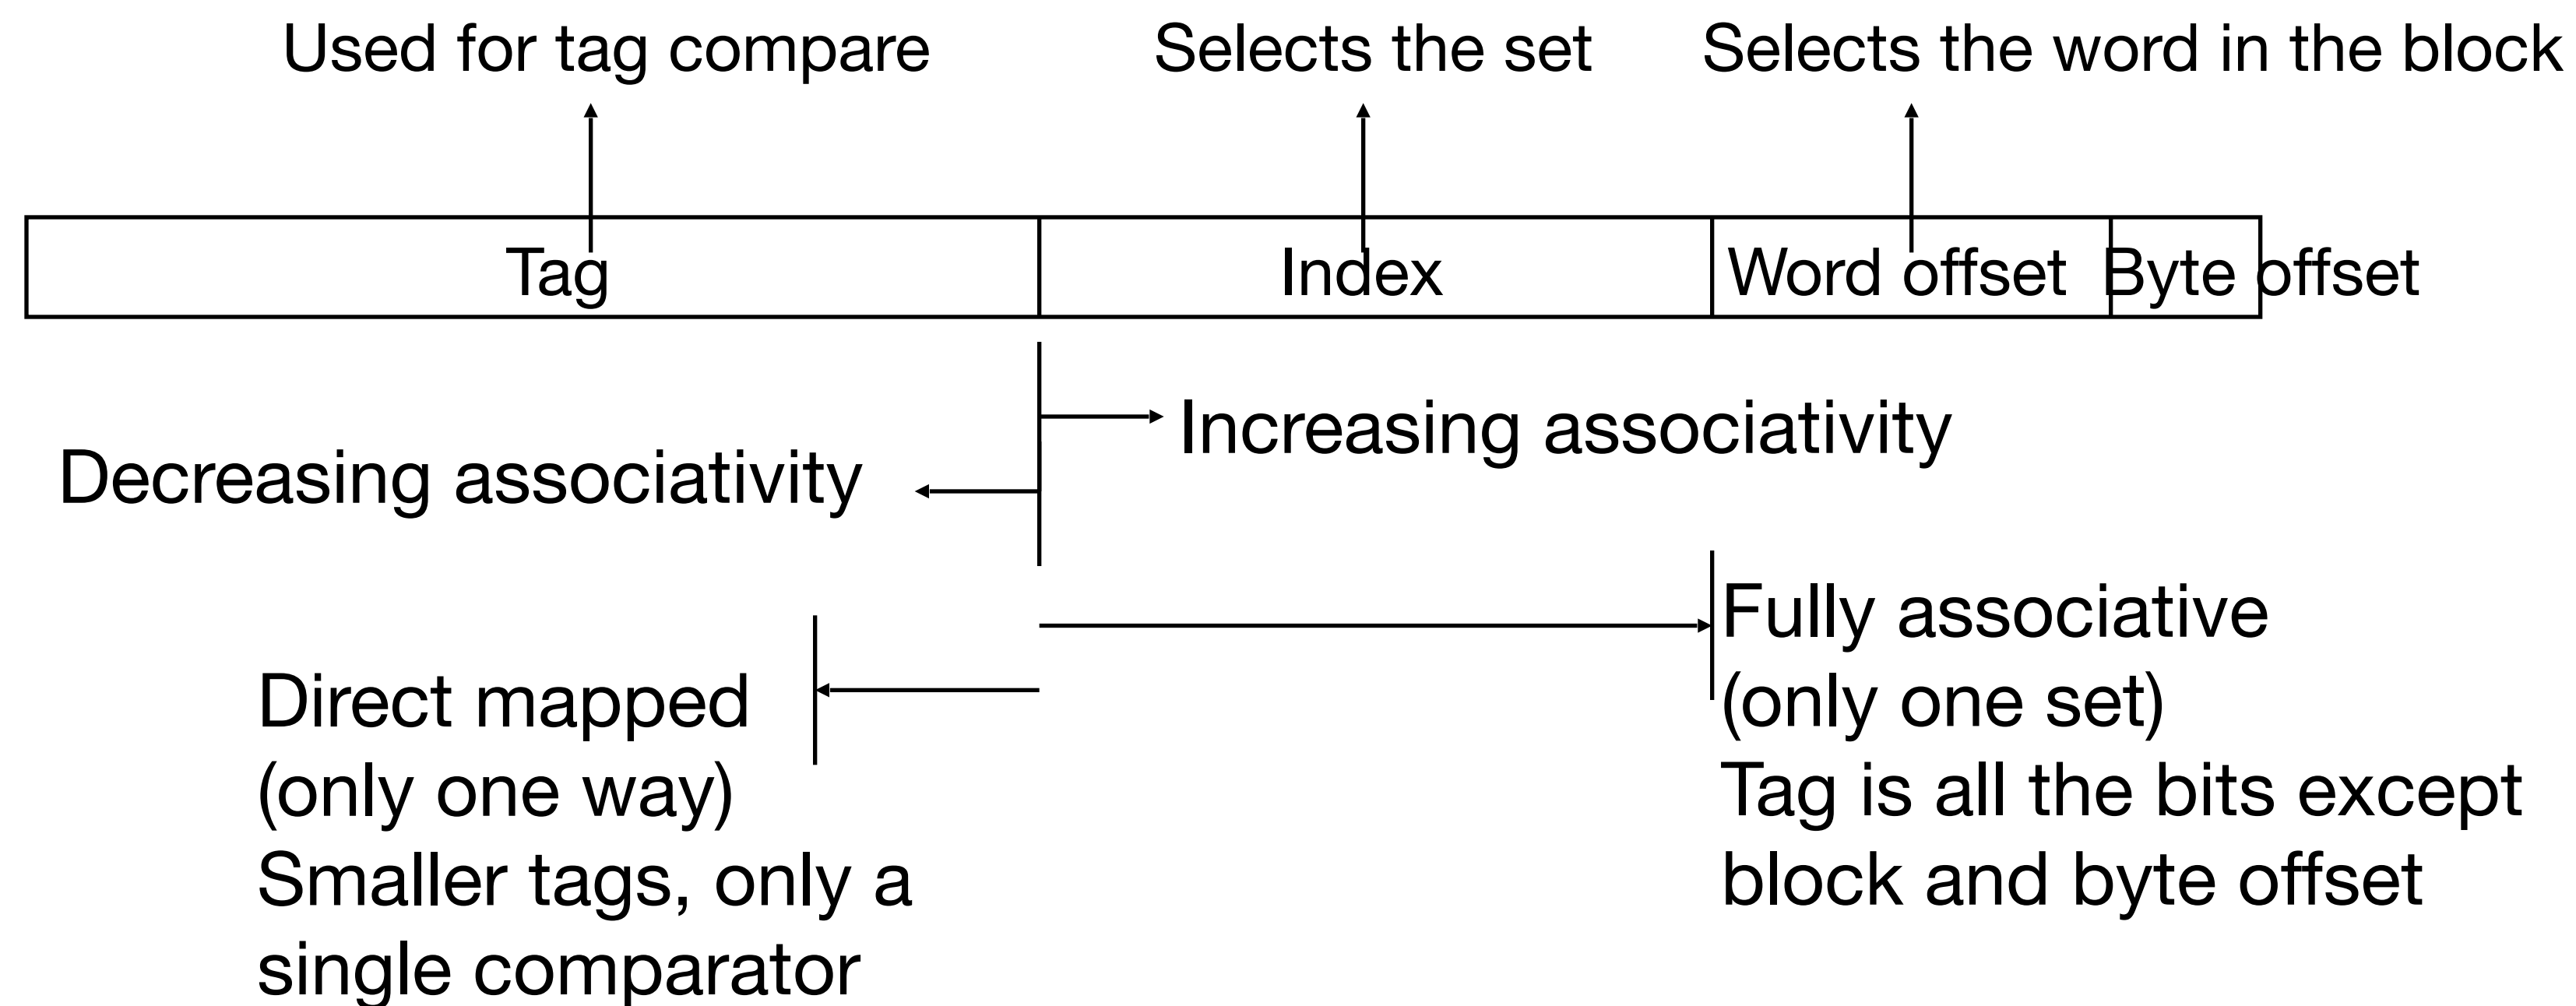 Used for tag compare
Selects the set
Selects the word in the block
Tag
Index
Word offset
Byte offset
Increasing associativity
Decreasing associativity
Fully associative
(only one set)
Tag is all the bits except
block and byte offset
Direct mapped
(only one way)
Smaller tags, only a
single comparator